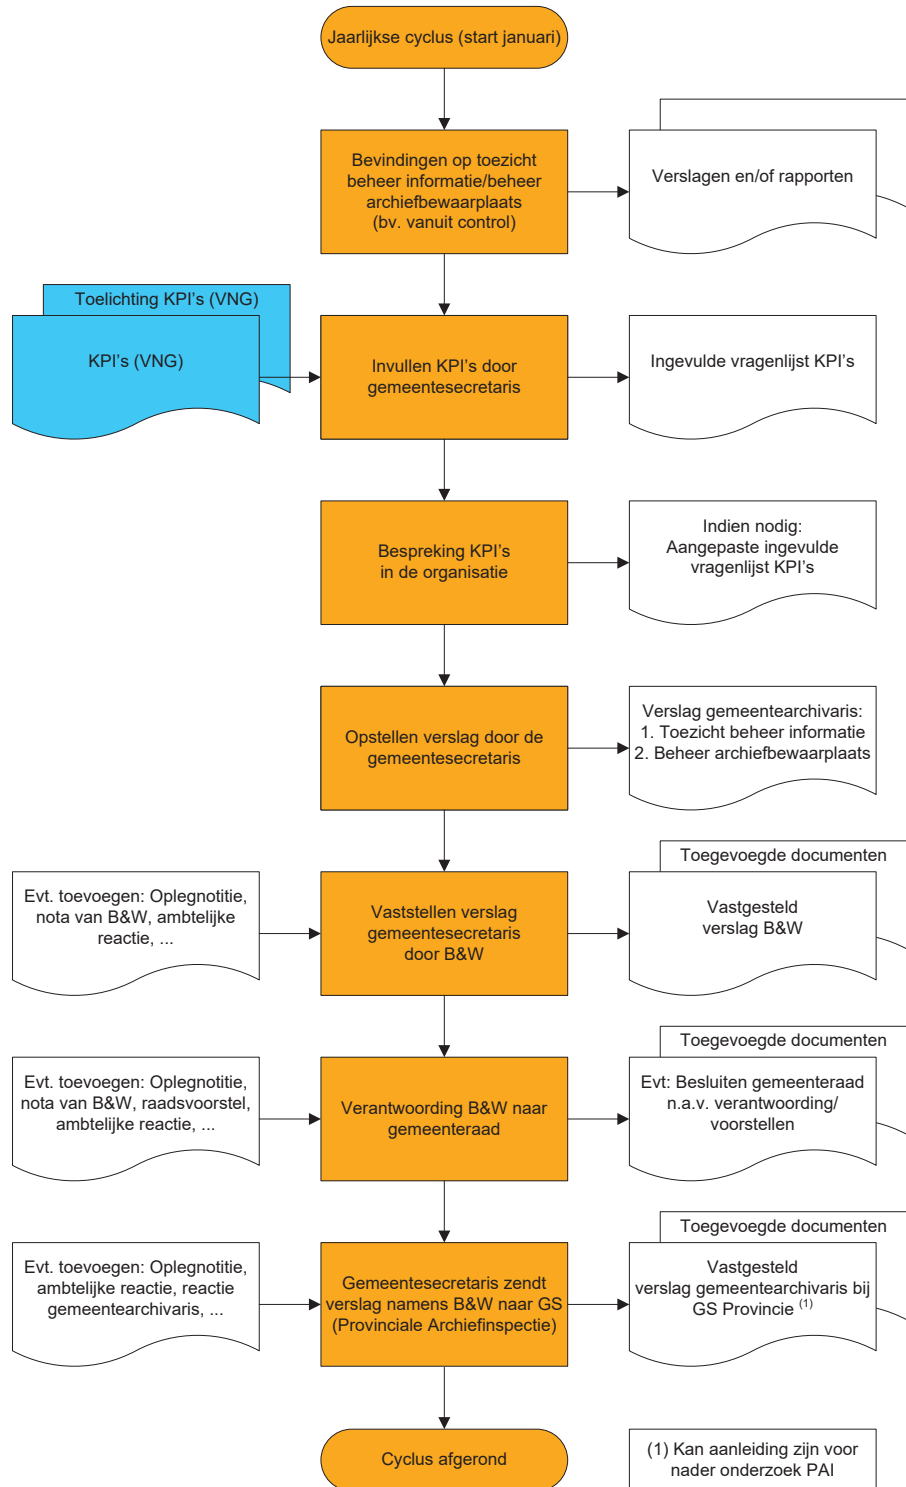 Jaarlijkse cyclus (start januari)
Bevindingen op toezicht
beheer informatie/beheer
archiefbewaarplaats
(bv. vanuit control)
Verslagen en/of rapporten
Toelichting KPI's (VNG)
KPI's (VNG)
Invullen KPI's door
gemeentesecretaris
Ingevulde vragenlijst KPI's
Bespreking KPI's
in de organisatie
Indien nodig:
Aangepaste ingevulde
vragenlijst KPI's
Opstellen verslag door de
gemeentesecretaris
Verslag gemeentearchivaris:
1. Toezicht beheer informatie
2. Beheer archiefbewaarplaats
Evt. toevoegen: Oplegnotitie,
nota van B&W, ambtelijke
reactie, ...
Vaststellen verslag
gemeentesecretaris
door B&W
Toegevoegde documenten
Vastgesteld
verslag B&W
Evt. toevoegen: Oplegnotitie,
nota van B&W, raadsvoorstel,
ambtelijke reactie, ...
Verantwoording B&W naar
gemeenteraad
Toegevoegde documenten
Evt: Besluiten gemeenteraad
n.a.v. verantwoording/
voorstellen
Evt. toevoegen: Oplegnotitie,
ambtelijke reactie, reactie
gemeentearchivaris, ...
Gemeentesecretaris zendt
verslag namens B&W naar GS
(Provinciale Archiefinspectie)
Toegevoegde documenten
Vastgesteld
verslag gemeentearchivaris bij
GS Provincie (1)
Cyclus afgerond
(1) Kan aanleiding zijn voor
nader onderzoek PAI